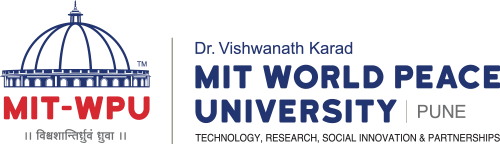 TM
MIT-WPU
।। विश्वशान्तिर्ध्रुवं ध्रुवा ।।
Dr. Vishwanath Karad
MIT WORLD PEACE
UNIVERSITY | PUNE
TECHNOLOGY, RESEARCH, SOCIAL INNOVATION & PARTNERSHIPS